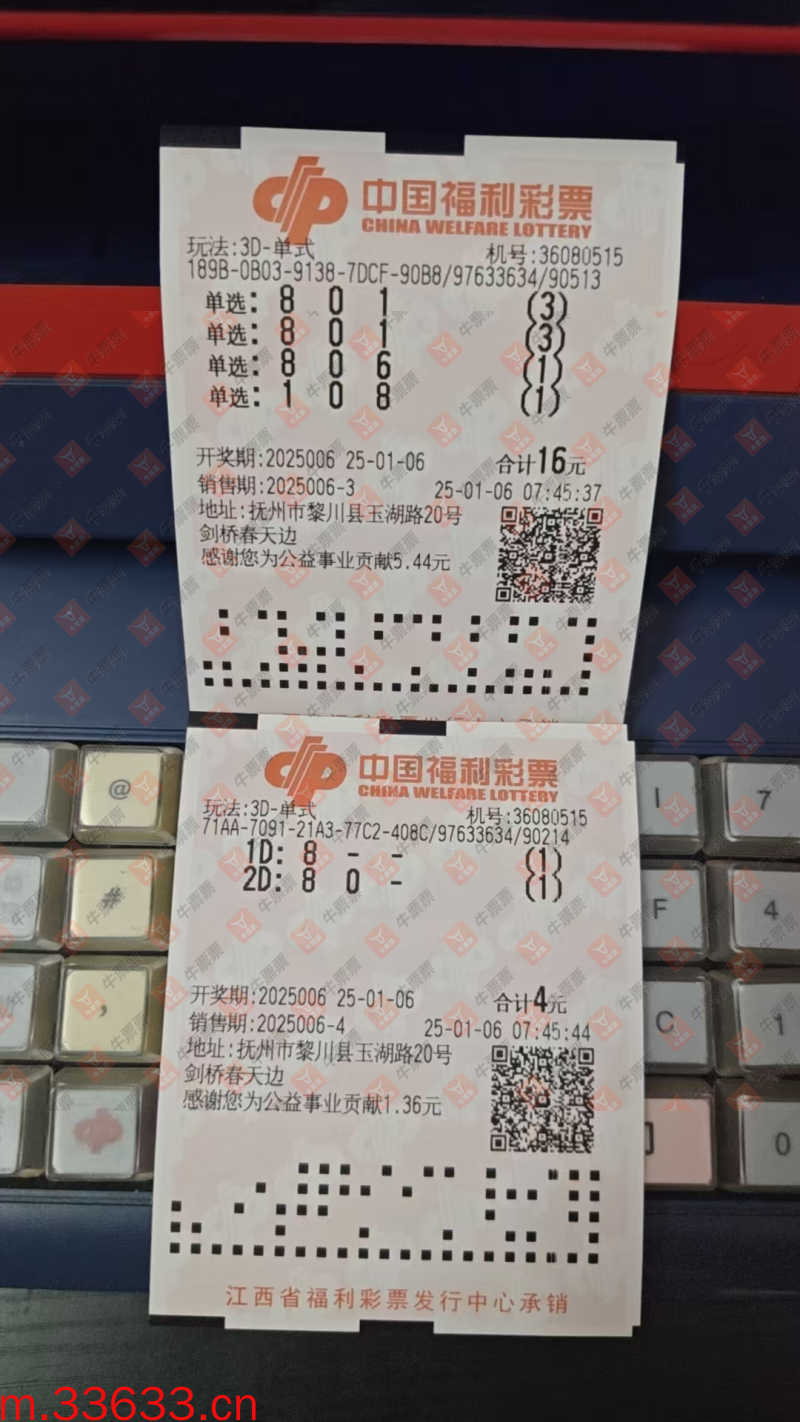 中国福利彩票
CHINA WELFARE LOTTERY
玩法:3D-单式 机号:36080515
189B-0B03-9138-7DCF-90B8/97633634/90513
单选: 8 0 1 (3)
单选: 8 0 1 (3)
单选: 8 0 6 (1)
单选: 1 0 8 (1)
开奖期:2025006 25-01-06 合计16元
销售期:2025006-3 25-01-06 07:45:37
地址:抚州市黎川县玉湖路20号
剑桥春天边
感谢您为公益事业贡献5.44元
中国福利彩票
CHINA WELFARE LOTTERY
玩法:3D-单式 机号:36080515
71AA-7091-21A3-77C2-408C/97633634/90214
1D: 8 - - (1)
2D: 8 0 - (1)
开奖期:2025006 25-01-06 合计4元
销售期:2025006-4 25-01-06 07:45:44
地址:抚州市黎川县玉湖路20号
剑桥春天边
感谢您为公益事业贡献1.36元
江西省福利彩票发行中心承销
@
#
,
I
7
F
4
C
1
0
牛票票
m.33633.cn